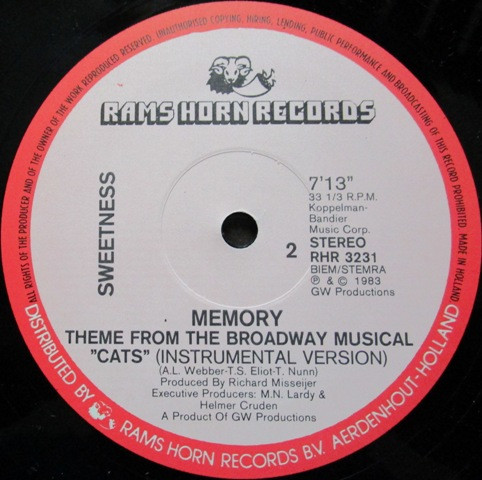 ALL RIGHTS OF THE PRODUCER AND OF THE OWNER OF THE WORK REPRODUCED RESERVED. UNAUTHORISED COPYING, HIRING, LENDING, PUBLIC PERFORMANCE AND BROADCASTING OF THIS RECORD PROHIBITED. MADE IN HOLLAND
RAMS HORN RECORDS
SWEETNESS
7'13"
33 1/3 R.P.M.
Koppelman-
Bandier
Music Corp.
2
STEREO
RHR 3231
BIEM/STEMRA
℗ & © 1983
GW Productions
MEMORY
THEME FROM THE BROADWAY MUSICAL
"CATS" (INSTRUMENTAL VERSION)
(A.L. Webber-T.S. Eliot-T. Nunn)
Produced By Richard Misseijer
Executive Producers: M.N. Lardy &
Helmer Cruden
A Product Of GW Productions
DISTRIBUTED BY RAMS HORN RECORDS B.V. AERDENHOUT-HOLLAND